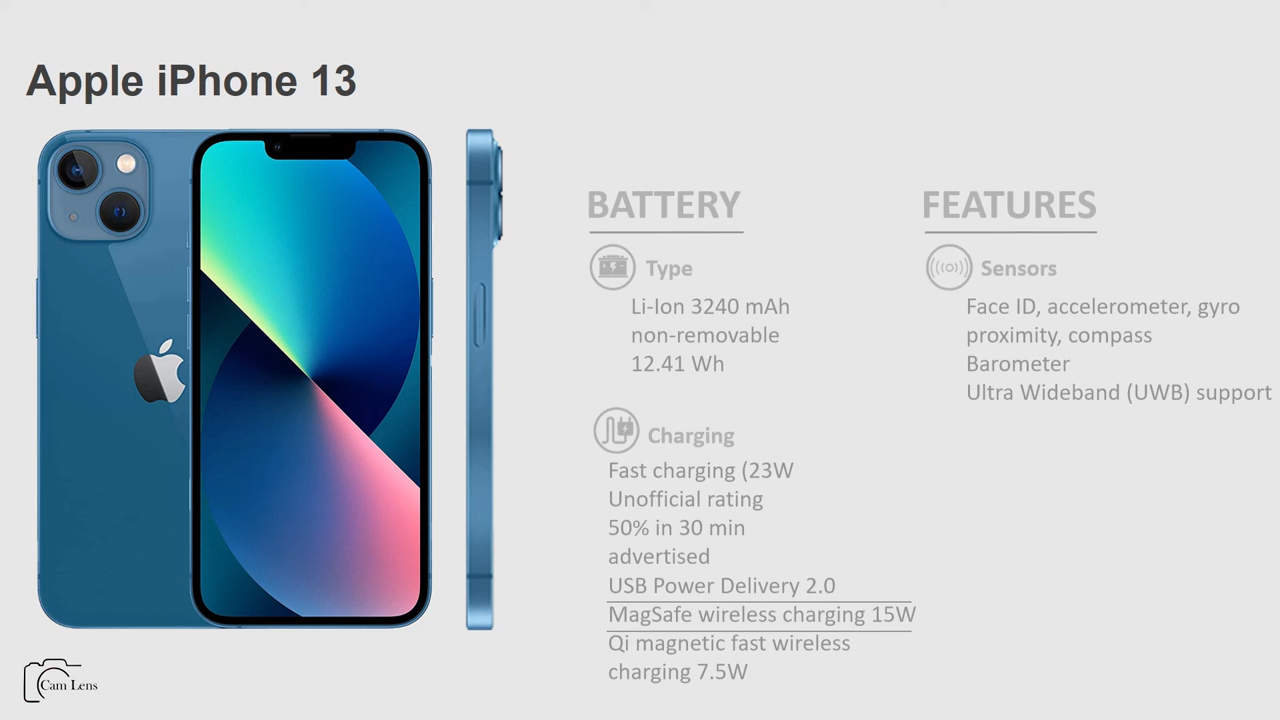 Apple iPhone 13
BATTERY
Type
Li-Ion 3240 mAh
non-removable
12.41 Wh
Charging
Fast charging (23W
Unofficial rating
50% in 30 min
advertised
USB Power Delivery 2.0
MagSafe wireless charging 15W
Qi magnetic fast wireless
charging 7.5W
FEATURES
Sensors
Face ID, accelerometer, gyro
proximity, compass
Barometer
Ultra Wideband (UWB) support
Cam Lens